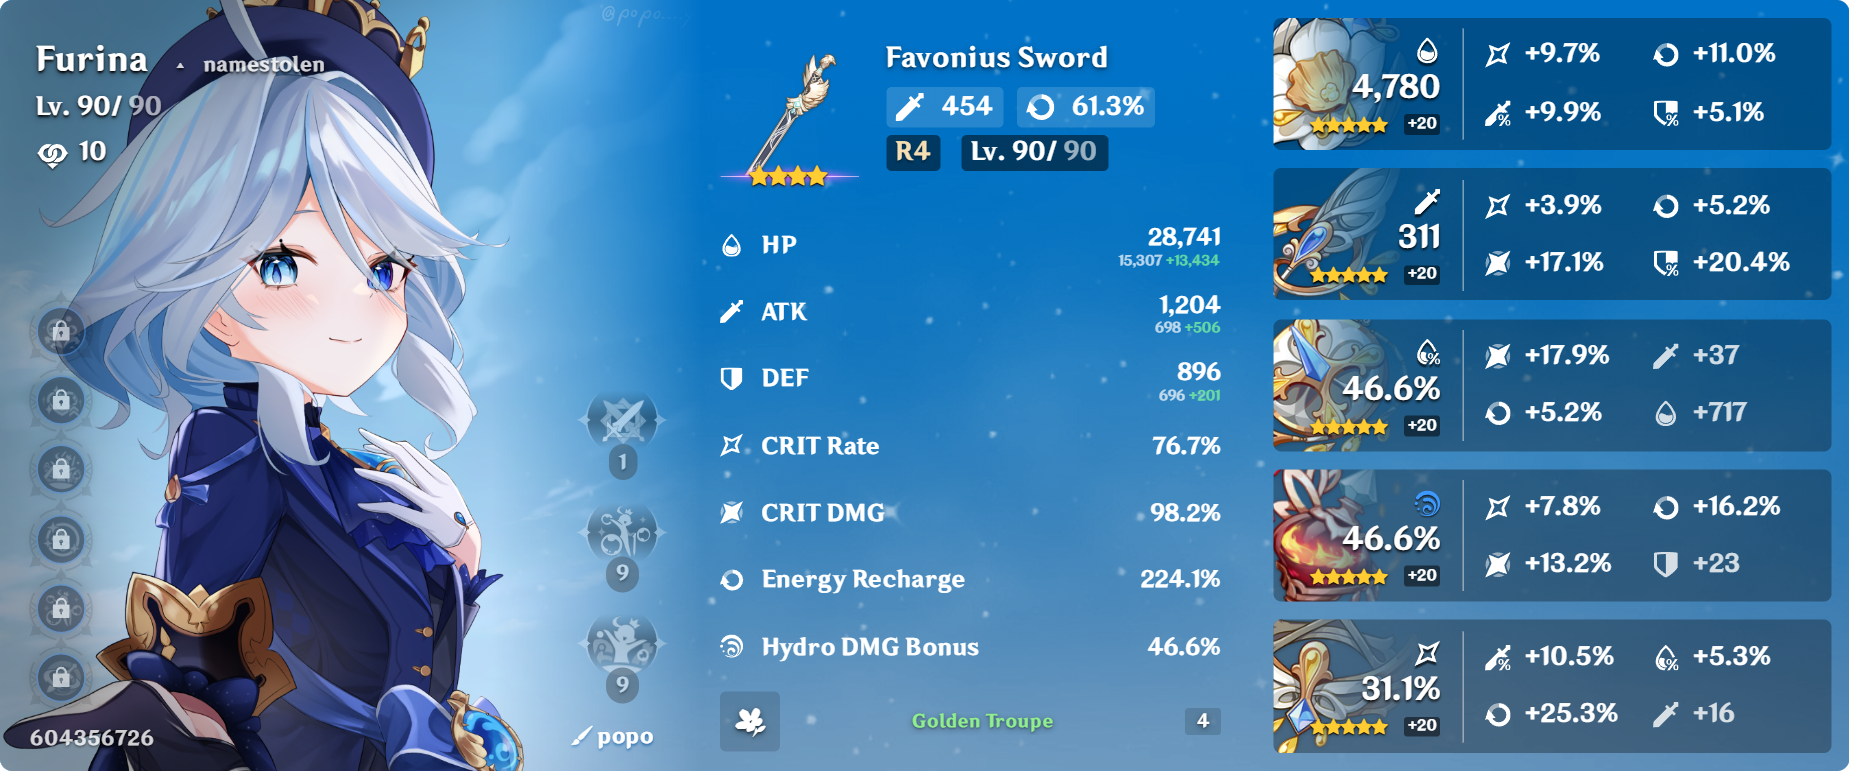 @popo....
Furina ▲ namestolen
Lv. 90/ 90
10
1
9
9
604356726
popo
Favonius Sword
454 61.3%
R4 Lv. 90/ 90
HP 28,741
15,307 +13,434
ATK 1,204
698 +506
DEF 896
696 +201
CRIT Rate 76.7%
CRIT DMG 98.2%
Energy Recharge 224.1%
Hydro DMG Bonus 46.6%
Golden Troupe 4
4,780
+20
+9.7% +11.0%
+9.9% +5.1%
311
+20
+3.9% +5.2%
+17.1% +20.4%
46.6%
+20
+17.9% +37
+5.2% +717
46.6%
+20
+7.8% +16.2%
+13.2% +23
31.1%
+20
+10.5% +5.3%
+25.3% +16